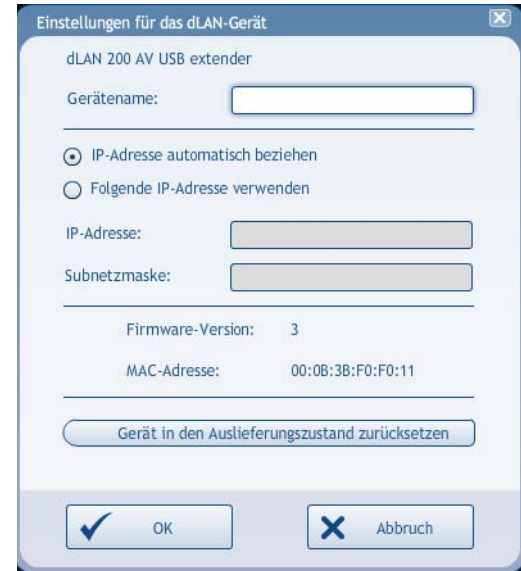 Einstellungen für das dLAN-Gerät
dLAN 200 AV USB extender
Gerätename:
IP-Adresse automatisch beziehen
Folgende IP-Adresse verwenden
IP-Adresse:
Subnetzmaske:
Firmware-Version: 3
MAC-Adresse: 00:0B:3B:F0:F0:11
Gerät in den Auslieferungszustand zurücksetzen
OK Abbruch